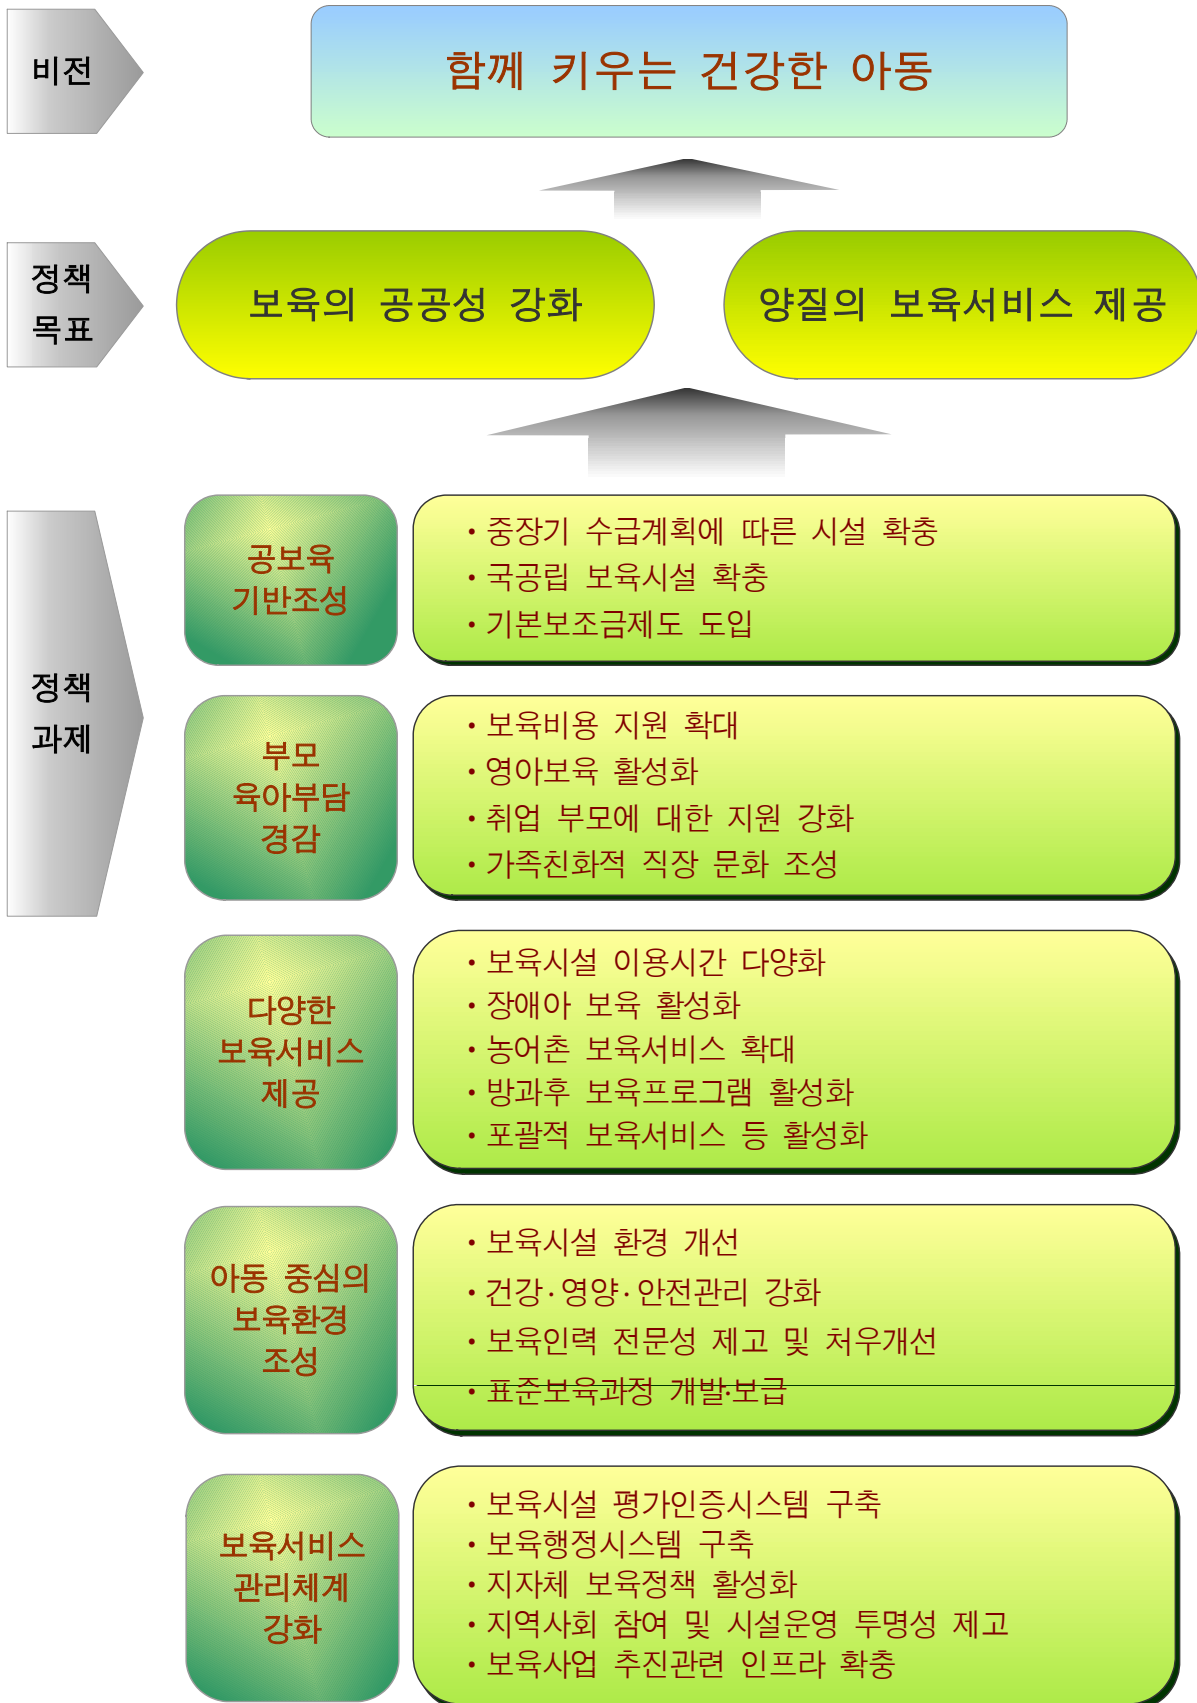 비전
함께 키우는 건강한 아동
정책
목표
보육의 공공성 강화
양질의 보육서비스 제공
정책
과제
공보육
기반조성
·중장기 수급계획에 따른 시설 확충
·국공립 보육시설 확충
·기본보조금제도 도입
부모
육아부담
경감
·보육비용 지원 확대
·영아보육 활성화
·취업 부모에 대한 지원 강화
·가족친화적 직장 문화 조성
다양한
보육서비스
제공
·보육시설 이용시간 다양화
·장애아 보육 활성화
·농어촌 보육서비스 확대
·방과후 보육프로그램 활성화
·포괄적 보육서비스 등 활성화
아동 중심의
보육환경
조성
·보육시설 환경 개선
·건강·영양·안전관리 강화
·보육인력 전문성 제고 및 처우개선
·표준보육과정 개발·보급
보육서비스
관리체계
강화
·보육시설 평가인증시스템 구축
·보육행정시스템 구축
·지자체 보육정책 활성화
·지역사회 참여 및 시설운영 투명성 제고
·보육사업 추진관련 인프라 확충